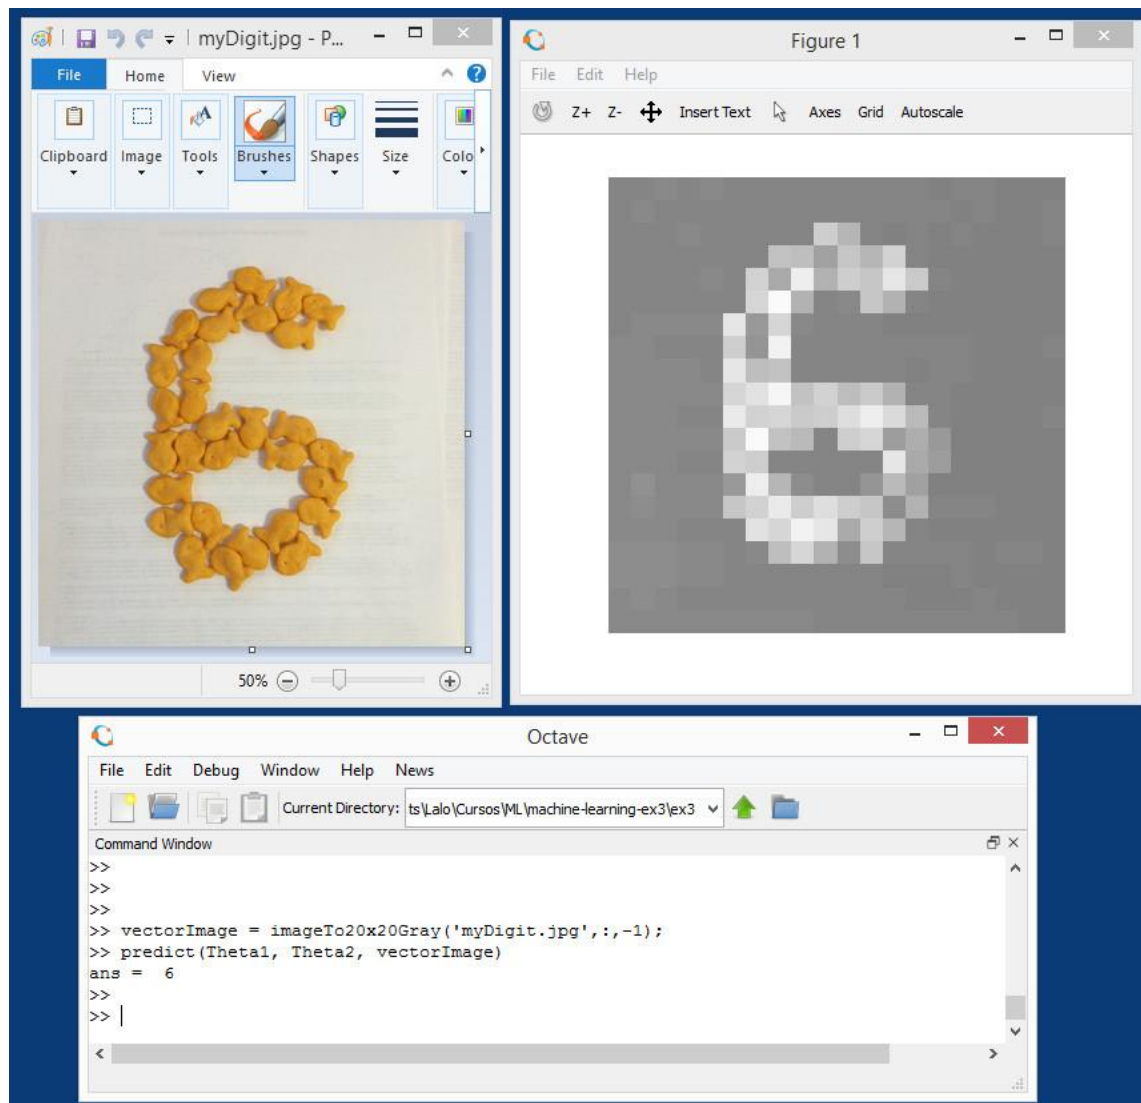 myDigit.jpg - P...
File Home View
Clipboard Image Tools Brushes Shapes Size Colo
6
50%
Figure 1
File Edit Help
Z+ Z- Insert Text Axes Grid Autoscale
6
Octave
File Edit Debug Window Help News
Current Directory: ts\Lalo\Cursos\ML\machine-learning-ex3\ex3
Command Window
>>
>>
>>
>> vectorImage = imageTo20x20Gray('myDigit.jpg',:,-1);
>> predict(Theta1, Theta2, vectorImage)
ans =  6
>>
>>